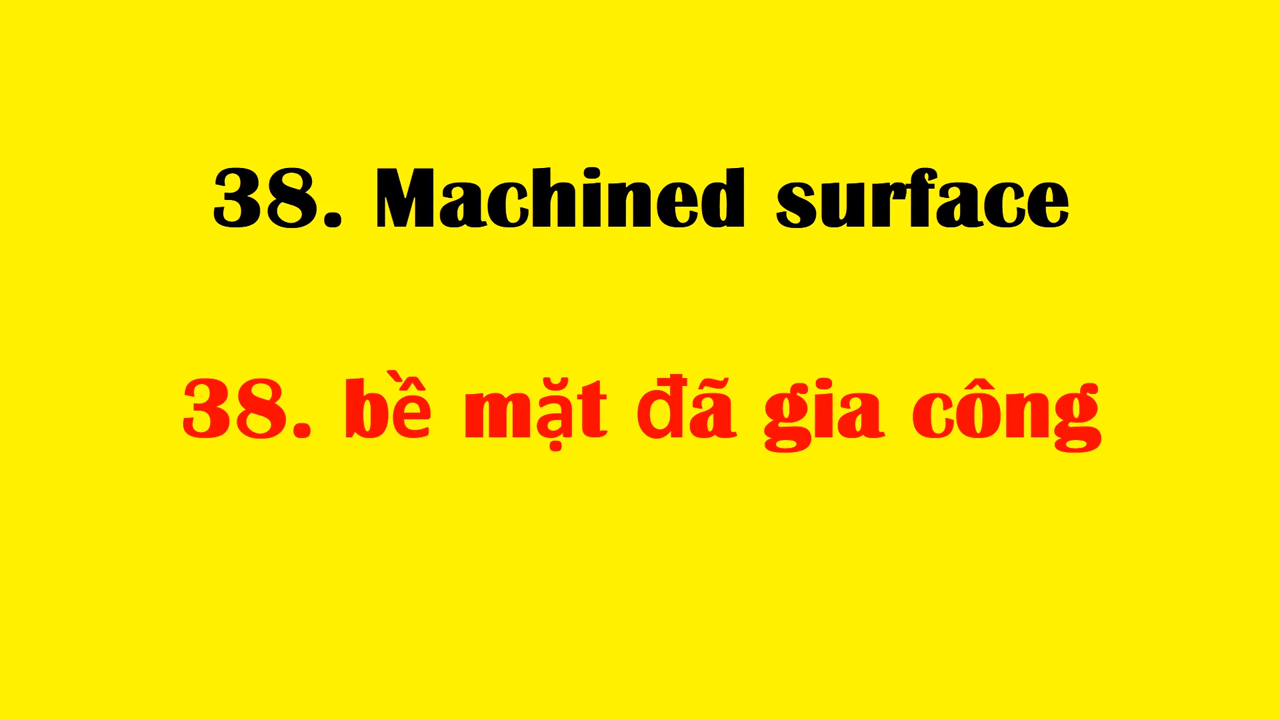 38. Machined surface
38. bề mặt đã gia công